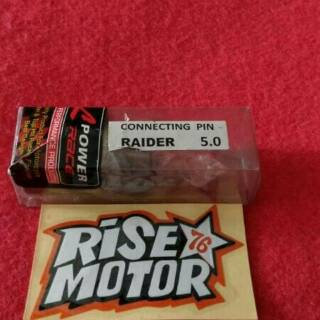 POWER
Race
CONNECTING PIN
RAIDER 5.0
RiSE
76
MOTOR